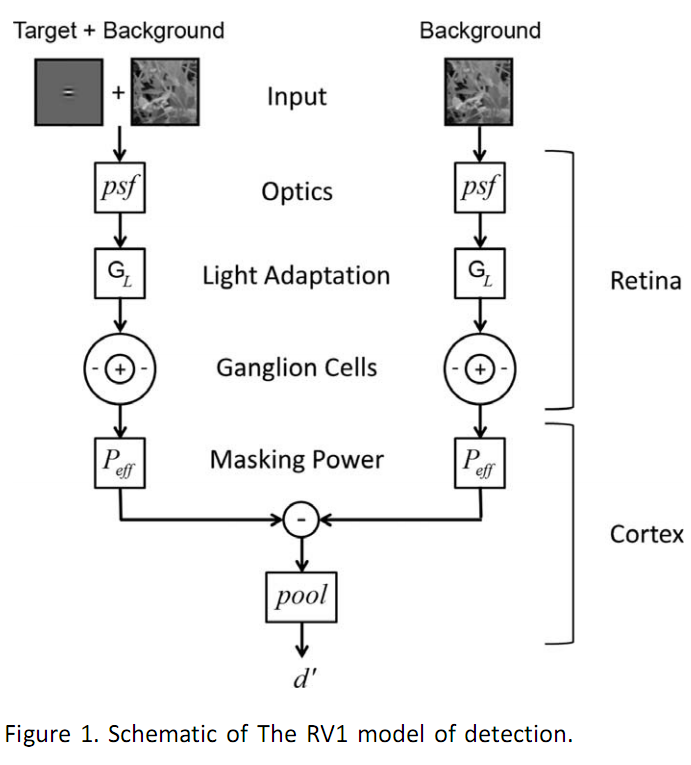 Target + Background
Background
+
Input
psf
Optics
psf
G_L
Light Adaptation
G_L
Retina
- + -
Ganglion Cells
- + -
P_eff
Masking Power
P_eff
-
Cortex
pool
d'
Figure 1. Schematic of The RV1 model of detection.